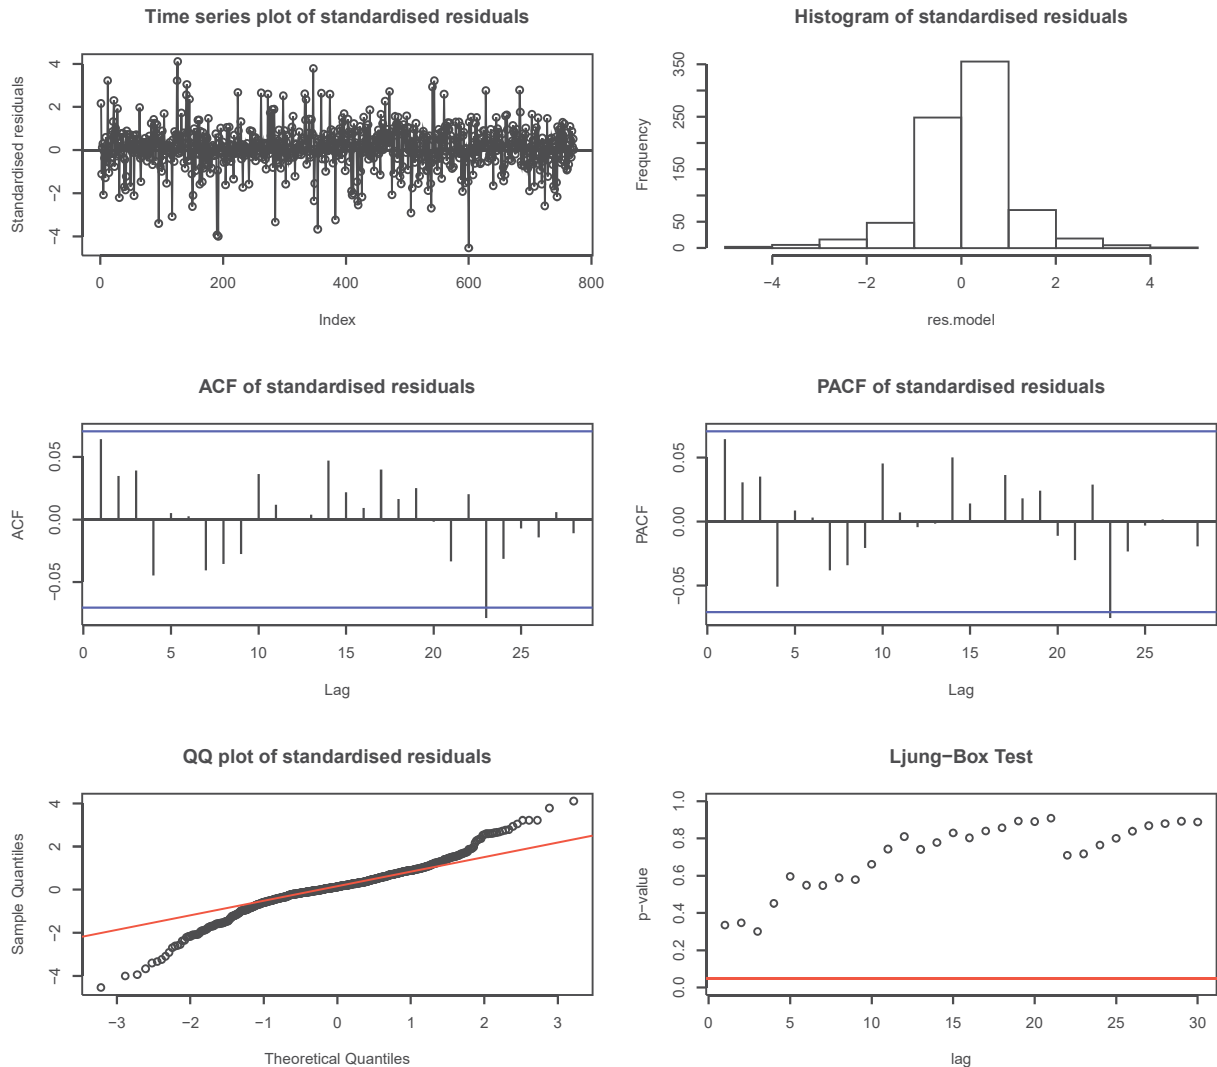 Time series plot of standardised residuals
Standardised residuals
4
2
0
−2
−4
0 200 400 600 800
Index
Histogram of standardised residuals
Frequency
350
250
150
50
0
−4 −2 0 2 4
res.model
ACF of standardised residuals
ACF
0.05
0.00
−0.05
0 5 10 15 20 25
Lag
PACF of standardised residuals
PACF
0.05
0.00
−0.05
0 5 10 15 20 25
Lag
QQ plot of standardised residuals
Sample Quantiles
4
2
0
−2
−4
−3 −2 −1 0 1 2 3
Theoretical Quantiles
Ljung−Box Test
p−value
1.0
0.8
0.6
0.4
0.2
0.0
0 5 10 15 20 25 30
lag